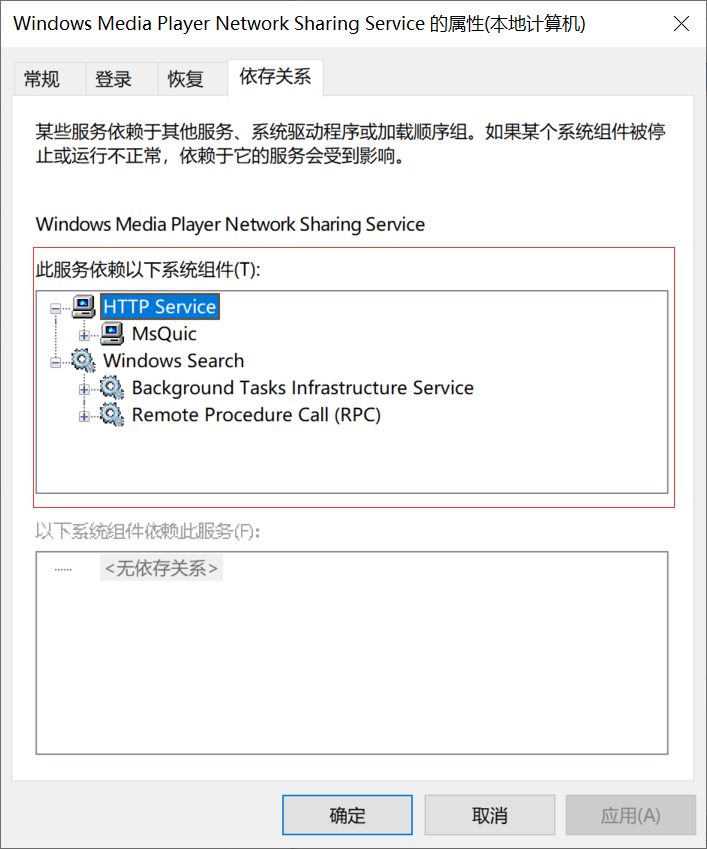 Windows Media Player Network Sharing Service 的属性(本地计算机)
常规 登录 恢复 依存关系
某些服务依赖于其他服务、系统驱动程序或加载顺序组。如果某个系统组件被停
止或运行不正常，依赖于它的服务会受到影响。
Windows Media Player Network Sharing Service
此服务依赖以下系统组件(T):
HTTP Service
MsQuic
Windows Search
Background Tasks Infrastructure Service
Remote Procedure Call (RPC)
以下系统组件依赖此服务(F):
<无依存关系>
确定 取消 应用(A)